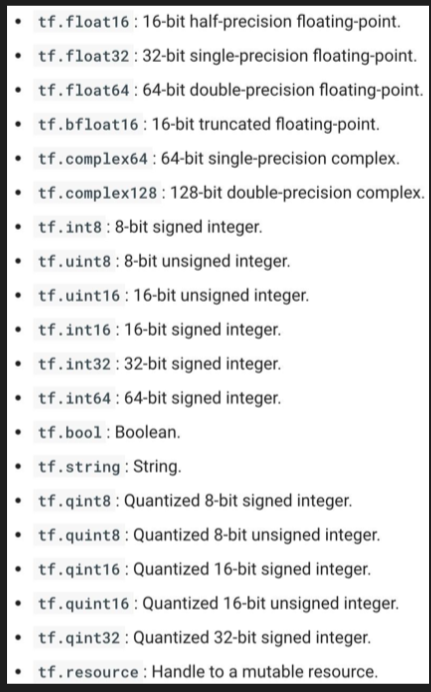 • tf.float16 : 16-bit half-precision floating-point.
• tf.float32 : 32-bit single-precision floating-point.
• tf.float64 : 64-bit double-precision floating-point.
• tf.bfloat16 : 16-bit truncated floating-point.
• tf.complex64 : 64-bit single-precision complex.
• tf.complex128 : 128-bit double-precision complex.
• tf.int8 : 8-bit signed integer.
• tf.uint8 : 8-bit unsigned integer.
• tf.uint16 : 16-bit unsigned integer.
• tf.int16 : 16-bit signed integer.
• tf.int32 : 32-bit signed integer.
• tf.int64 : 64-bit signed integer.
• tf.bool : Boolean.
• tf.string : String.
• tf.qint8 : Quantized 8-bit signed integer.
• tf.quint8 : Quantized 8-bit unsigned integer.
• tf.qint16 : Quantized 16-bit signed integer.
• tf.quint16 : Quantized 16-bit unsigned integer.
• tf.qint32 : Quantized 32-bit signed integer.
• tf.resource : Handle to a mutable resource.